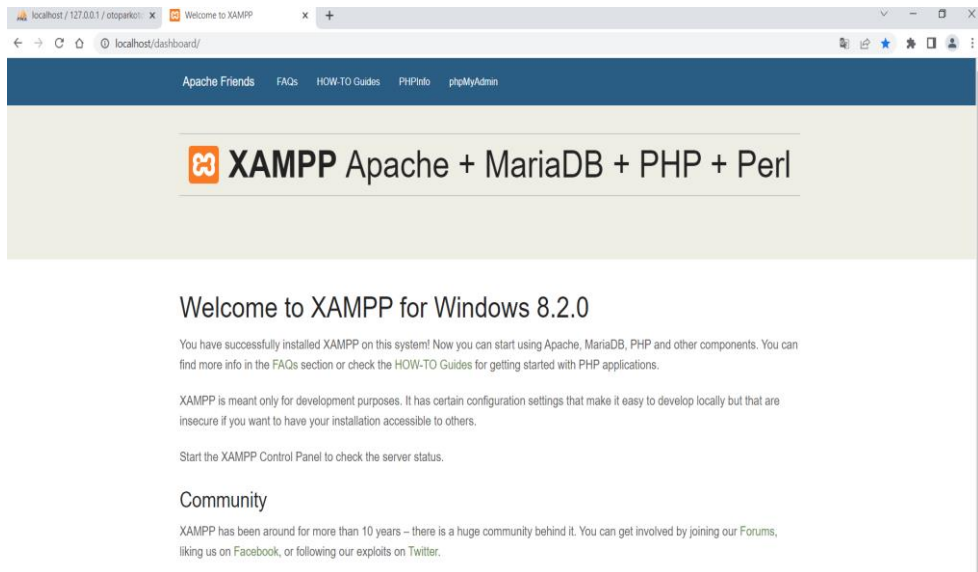 localhost / 127.0.0.1 / otoparkot
Welcome to XAMPP
localhost/dashboard/
Apache Friends FAQs HOW-TO Guides PHPInfo phpMyAdmin
XAMPP Apache + MariaDB + PHP + Perl
Welcome to XAMPP for Windows 8.2.0
You have successfully installed XAMPP on this system! Now you can start using Apache, MariaDB, PHP and other components. You can
find more info in the FAQs section or check the HOW-TO Guides for getting started with PHP applications.
XAMPP is meant only for development purposes. It has certain configuration settings that make it easy to develop locally but that are
insecure if you want to have your installation accessible to others.
Start the XAMPP Control Panel to check the server status.
Community
XAMPP has been around for more than 10 years – there is a huge community behind it. You can get involved by joining our Forums,
liking us on Facebook, or following our exploits on Twitter.